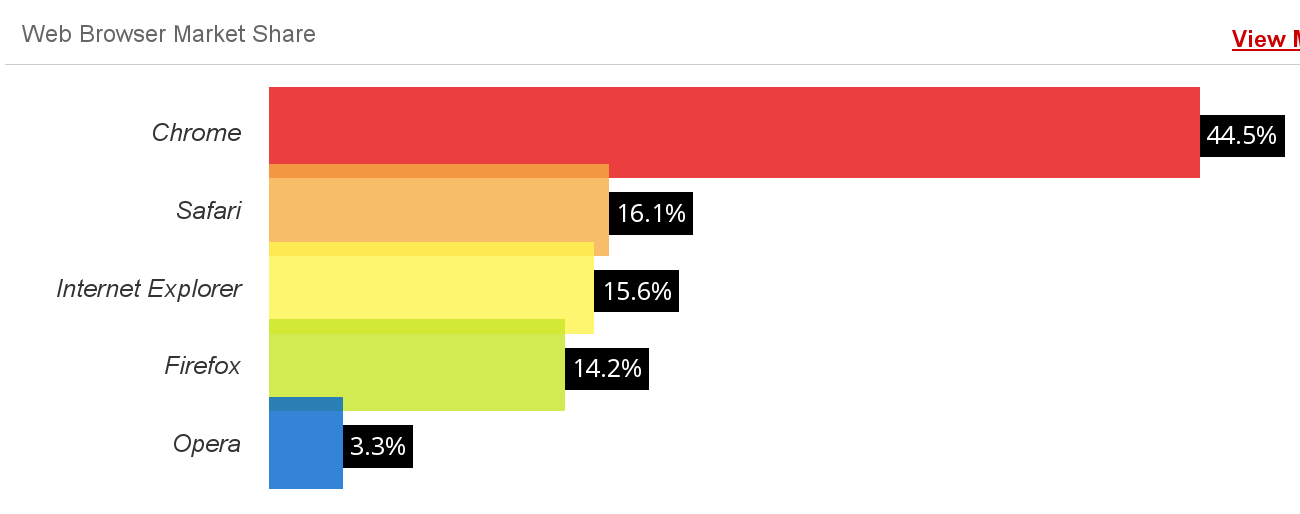 Web Browser Market Share
View
Chrome
44.5%
Safari
16.1%
Internet Explorer
15.6%
Firefox
14.2%
Opera
3.3%